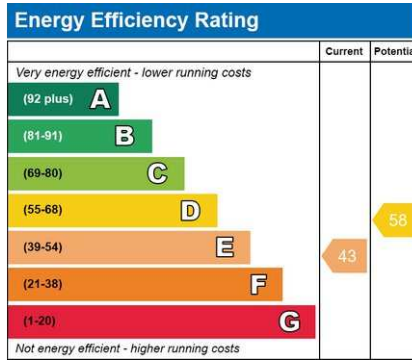 Energy Efficiency Rating
Current Potential
Very energy efficient - lower running costs
(92 plus) A
(81-91) B
(69-80) C
(55-68) D
58
(39-54) E
43
(21-38) F
(1-20) G
Not energy efficient - higher running costs